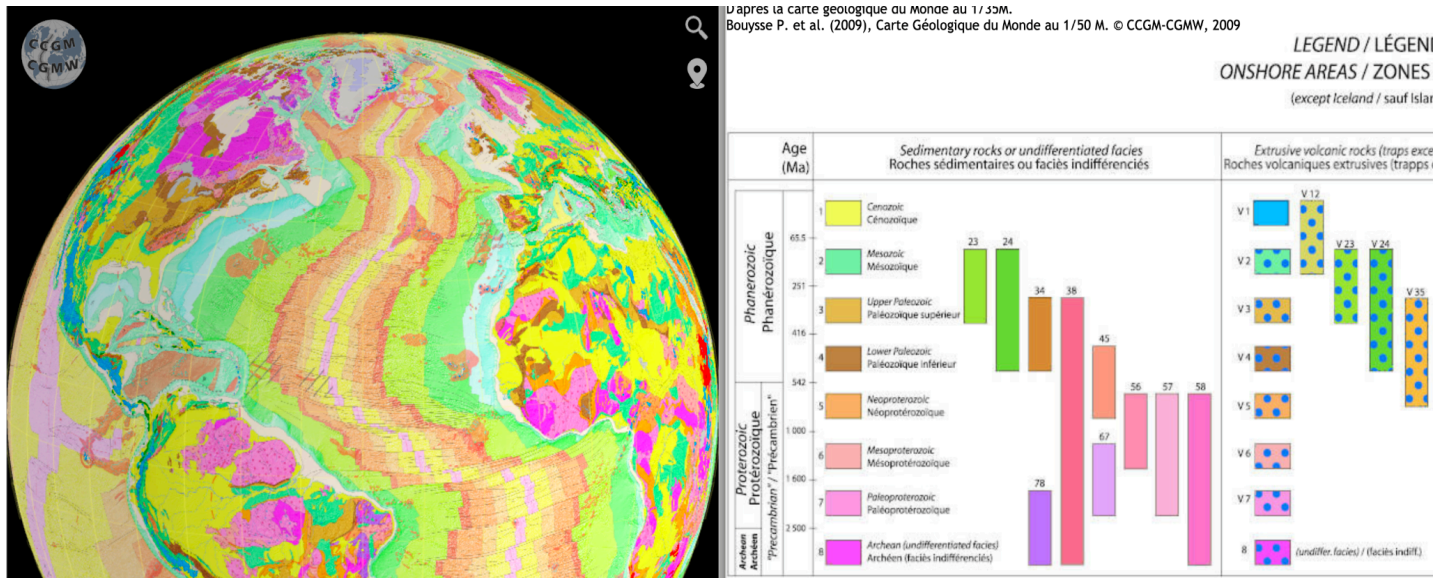 CCGM
CGMW
D'après la carte géologique du Monde au 1/35M.
Bouysse P. et al. (2009), Carte Géologique du Monde au 1/50 M. © CCGM-CGMW, 2009
LEGEND / LÉGEND
ONSHORE AREAS / ZONES
(except Iceland / sauf Islan
Age
(Ma)
Sedimentary rocks or undifferentiated facies
Roches sédimentaires ou faciès indifférenciés
Extrusive volcanic rocks (traps exce
Roches volcaniques extrusives (trapps e
Phanerozoic
Phanérozoïque
Proterozoic
Protérozoïque
Archean
Archéen
"Precambrian" / "Précambrien"
65.5
251
416
542
1 000
1 600
2 500
1 Cenozoic
Cénozoïque
2 Mesozoic
Mésozoïque
3 Upper Paleozoic
Paléozoïque supérieur
4 Lower Paleozoic
Paléozoïque inférieur
5 Neoproterozoic
Néoprotérozoïque
6 Mesoproterozoic
Mésoprotérozoïque
7 Paleoproterozoic
Paléoprotérozoïque
8 Archean (undifferentiated facies)
Archéen (faciès indifférenciés)
23 24
34 38
45
56 57 58
67
78
V 1
V 2
V 3
V 4
V 5
V 6
V 7
8 (undiffer. facies) / (faciès indiff.)
V 12
V 23 V 24
V 35